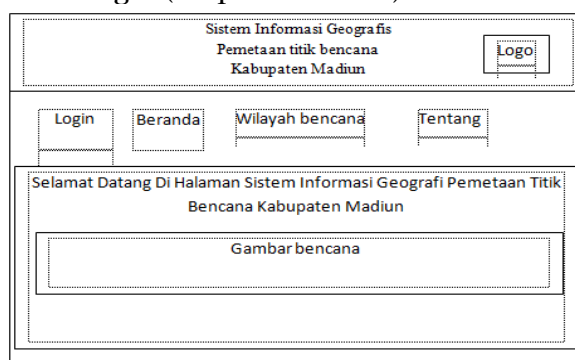 Sistem Informasi Geografis
Pemetaan titik bencana
Kabupaten Madiun
Logo
Login Beranda Wilayah bencana Tentang
Selamat Datang Di Halaman Sistem Informasi Geografi Pemetaan Titik
Bencana Kabupaten Madiun
Gambar bencana